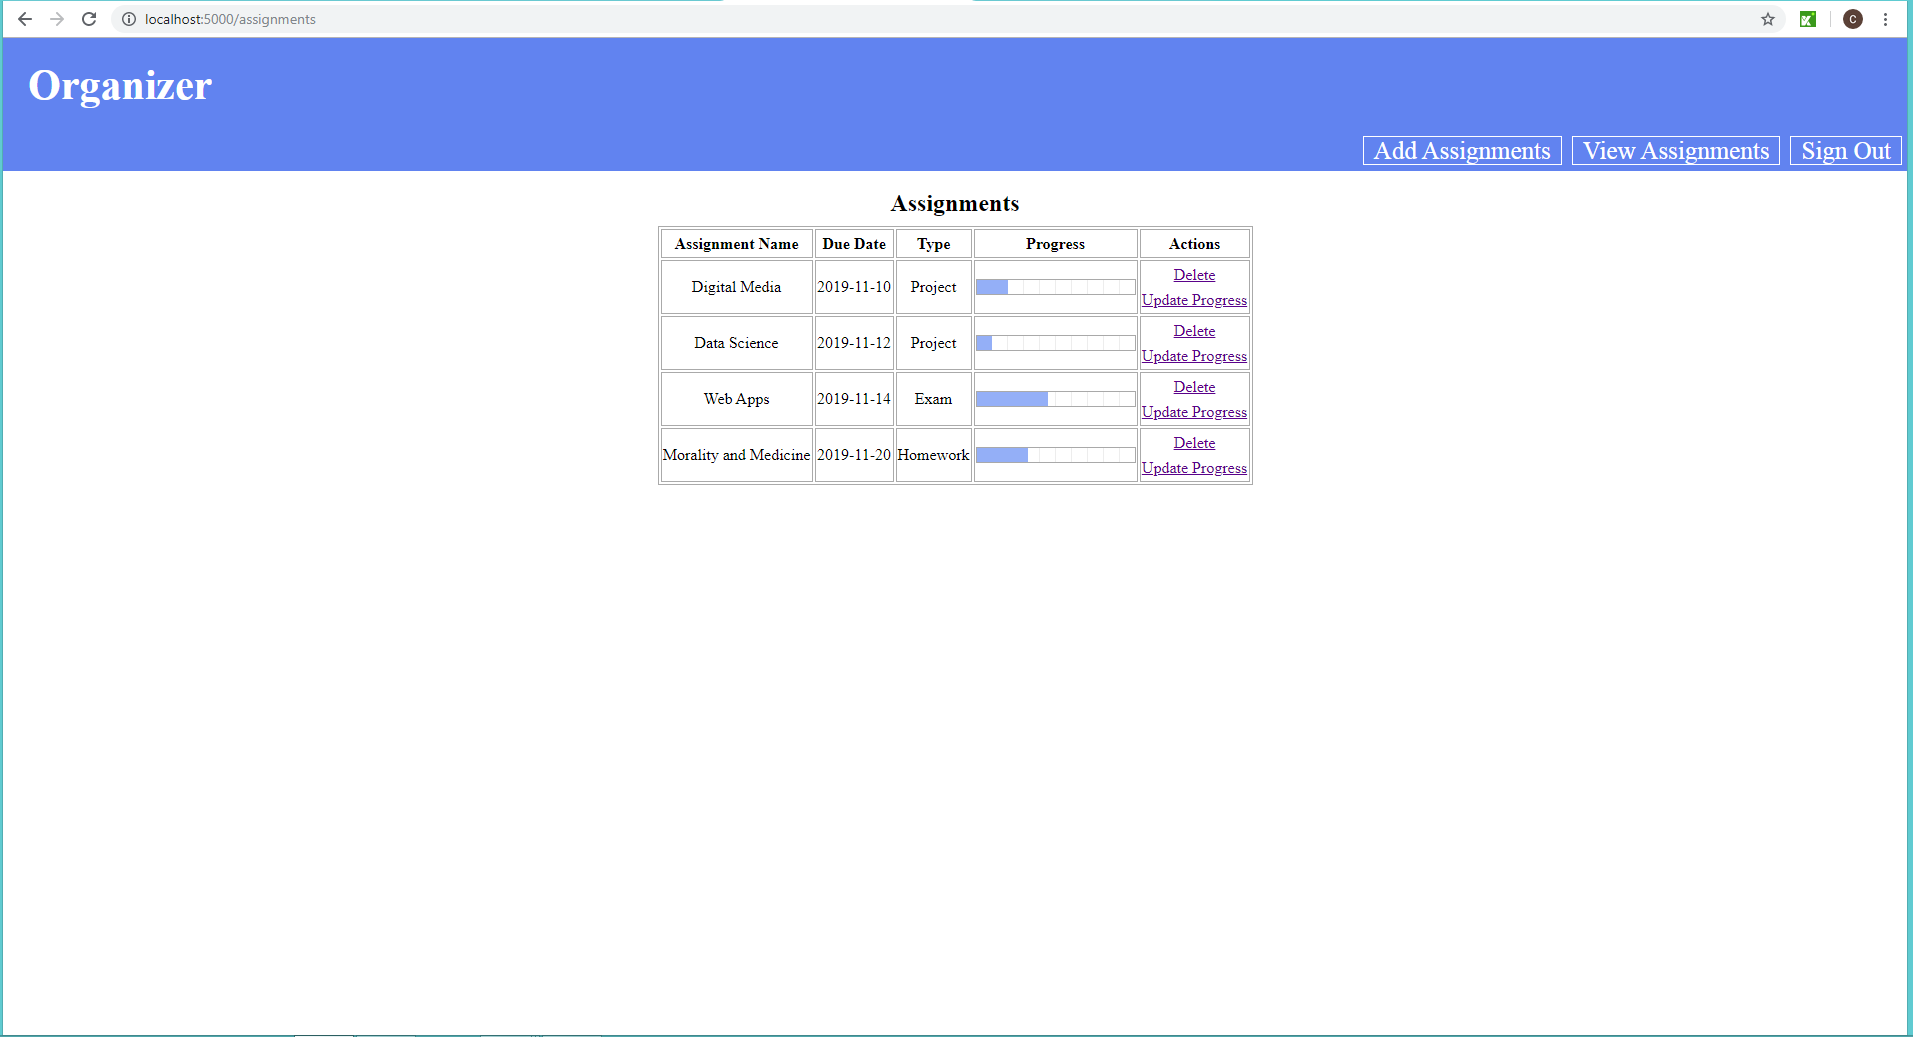 localhost:5000/assignments
C
Organizer
Add Assignments View Assignments Sign Out
Assignments
Assignment Name Due Date Type Progress Actions
Digital Media 2019-11-10 Project Delete
Update Progress
Data Science 2019-11-12 Project Delete
Update Progress
Web Apps 2019-11-14 Exam Delete
Update Progress
Morality and Medicine 2019-11-20 Homework Delete
Update Progress